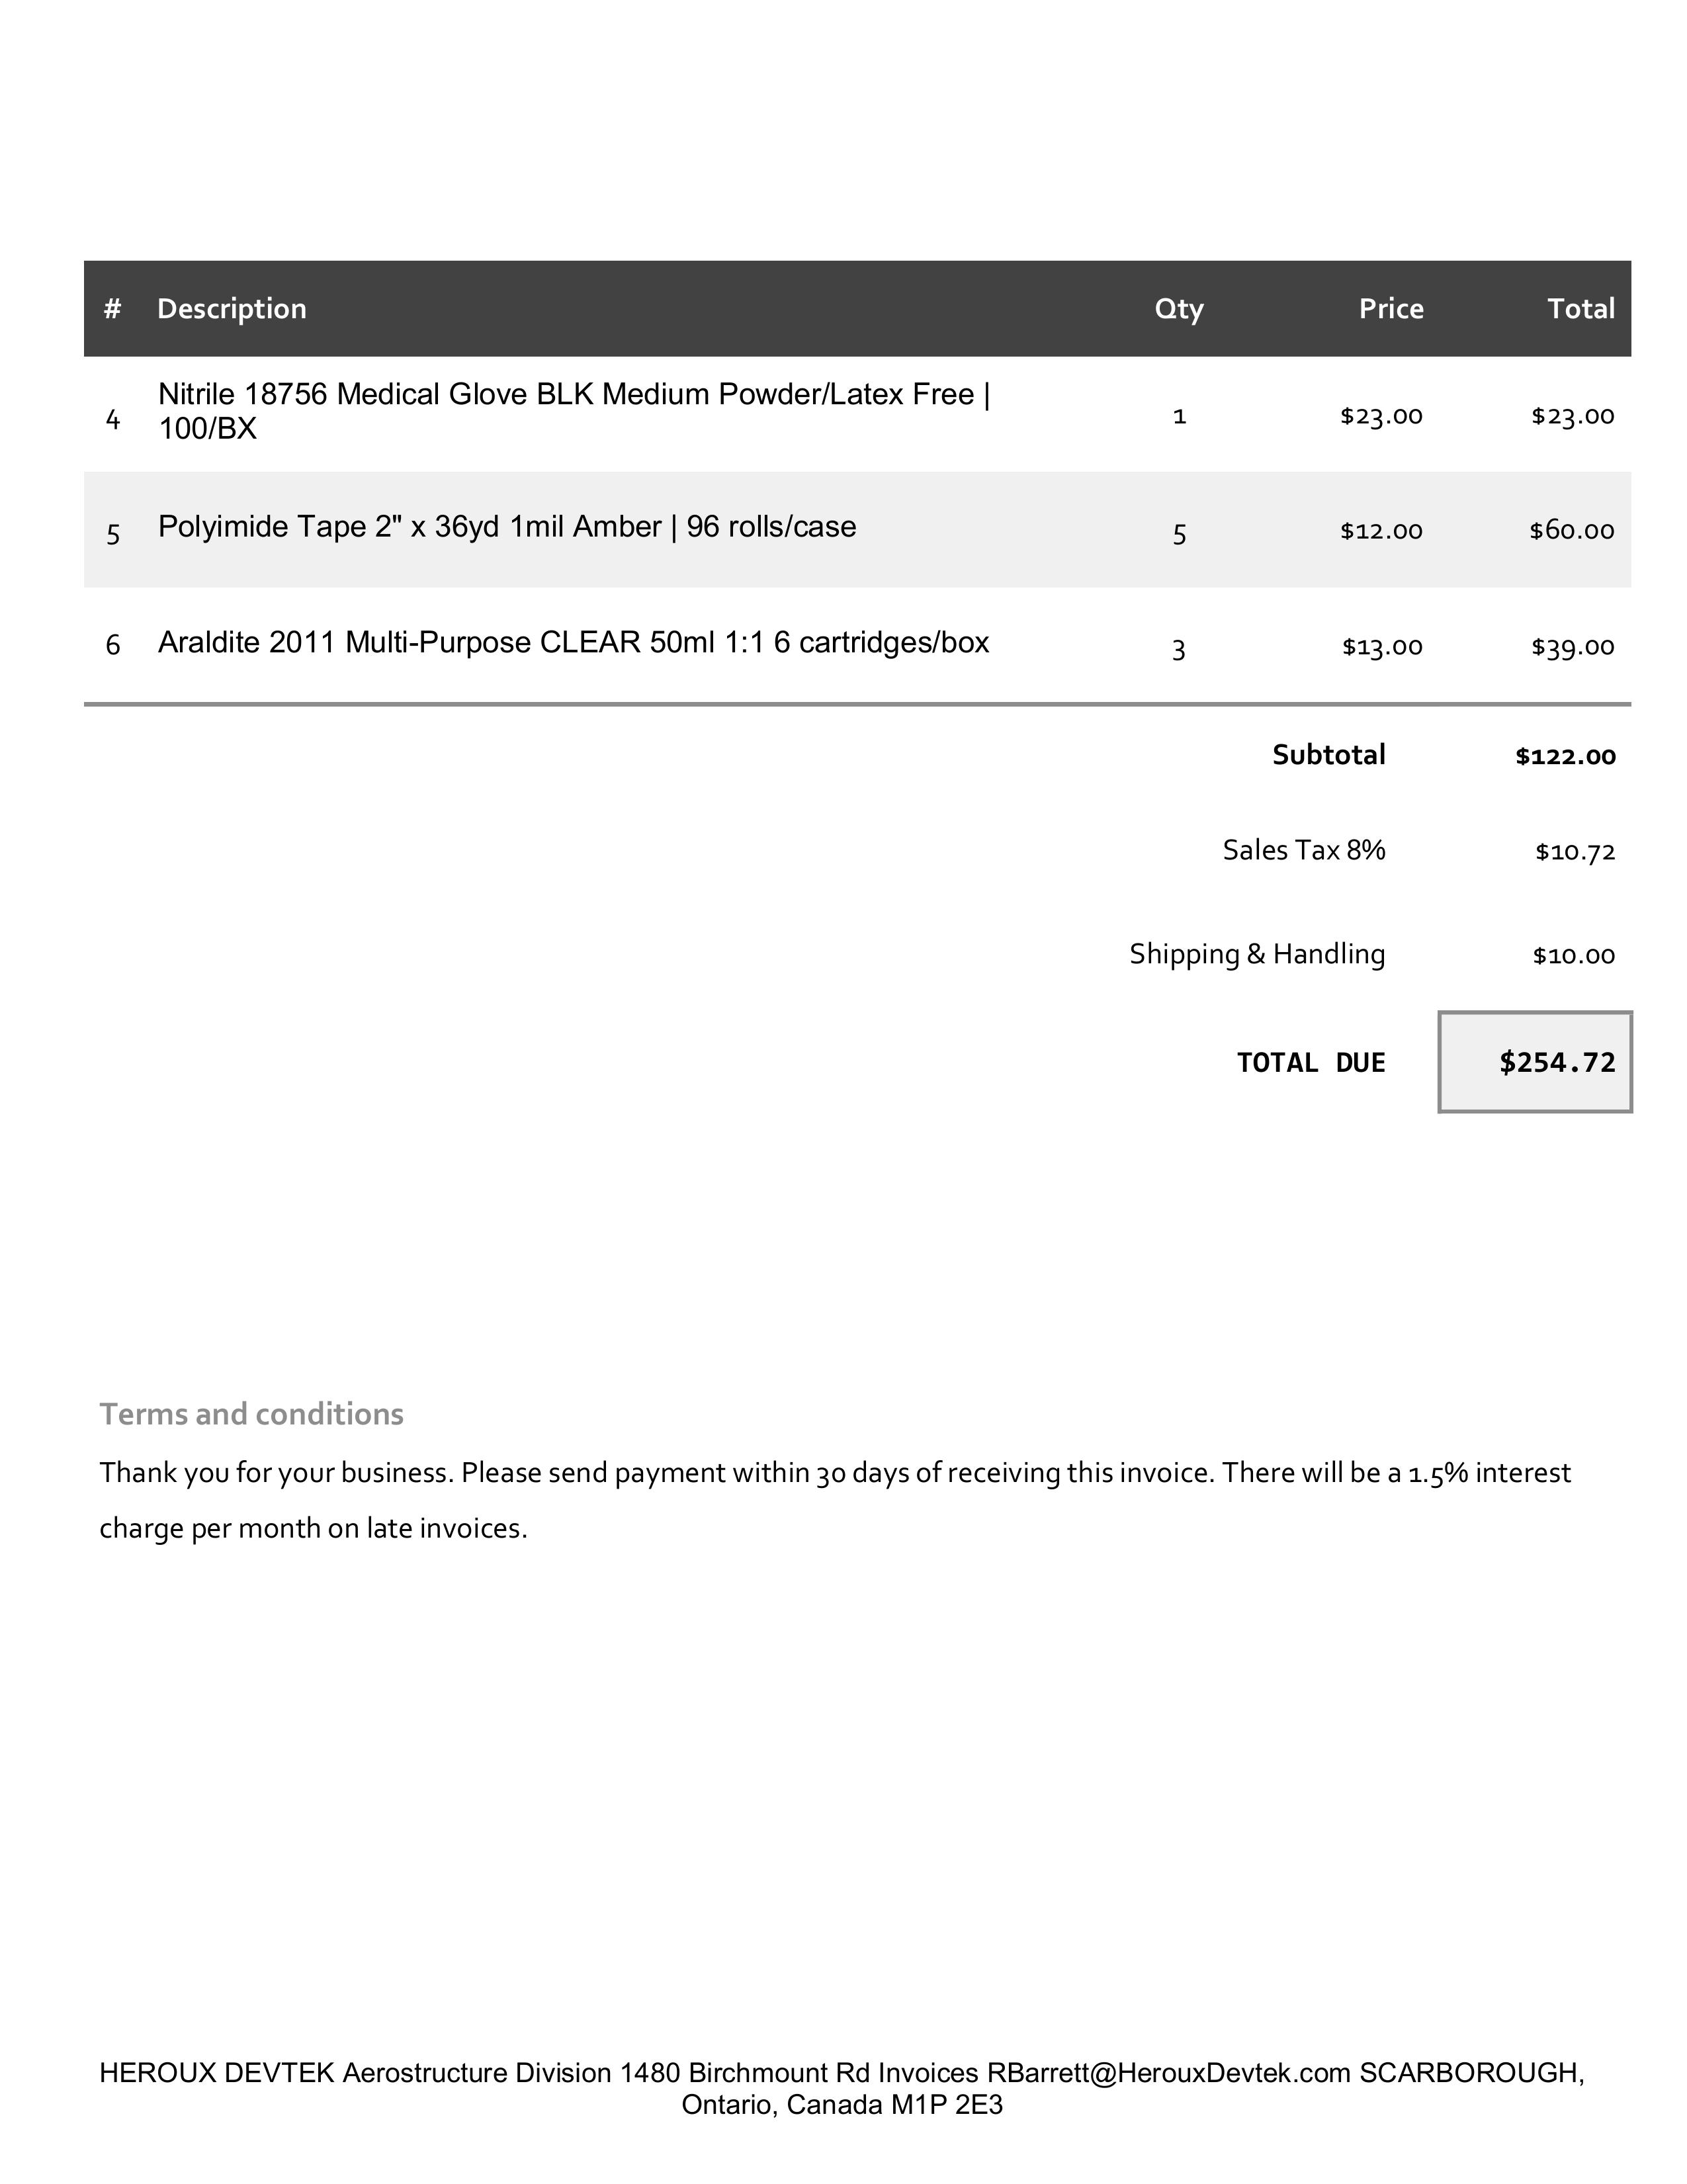 # Description Qty Price Total
4 Nitrile 18756 Medical Glove BLK Medium Powder/Latex Free |
100/BX 1 $23.00 $23.00
5 Polyimide Tape 2" x 36yd 1mil Amber | 96 rolls/case 5 $12.00 $60.00
6 Araldite 2011 Multi-Purpose CLEAR 50ml 1:1 6 cartridges/box 3 $13.00 $39.00
Subtotal $122.00
Sales Tax 8% $10.72
Shipping & Handling $10.00
TOTAL DUE $254.72
Terms and conditions
Thank you for your business. Please send payment within 30 days of receiving this invoice. There will be a 1.5% interest
charge per month on late invoices.
HEROUX DEVTEK Aerostructure Division 1480 Birchmount Rd Invoices RBarrett@HerouxDevtek.com SCARBOROUGH,
Ontario, Canada M1P 2E3